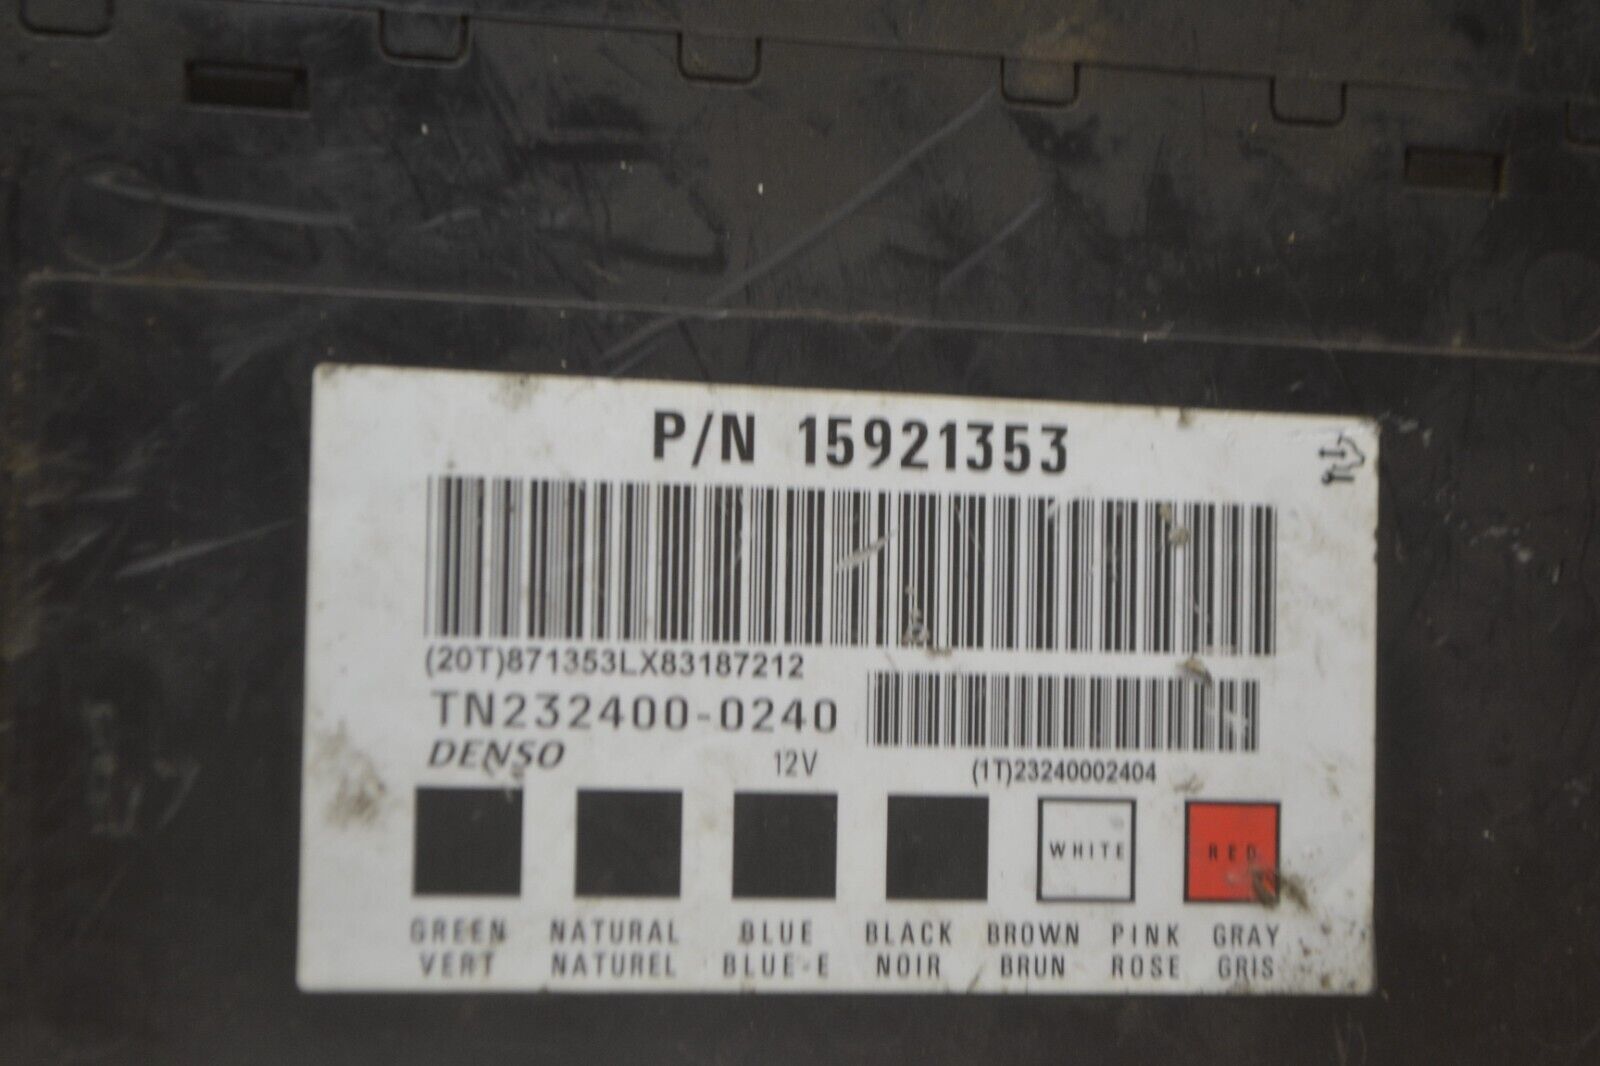 P/N 15921353
(20T)871353LX83187212
TN232400-0240
DENSO 12V
(1T)23240002404
WHITE RED
GREEN NATURAL BLUE BLACK BROWN PINK GRAY
VERT NATUREL BLUE-E NOIR BRUN ROSE GRIS